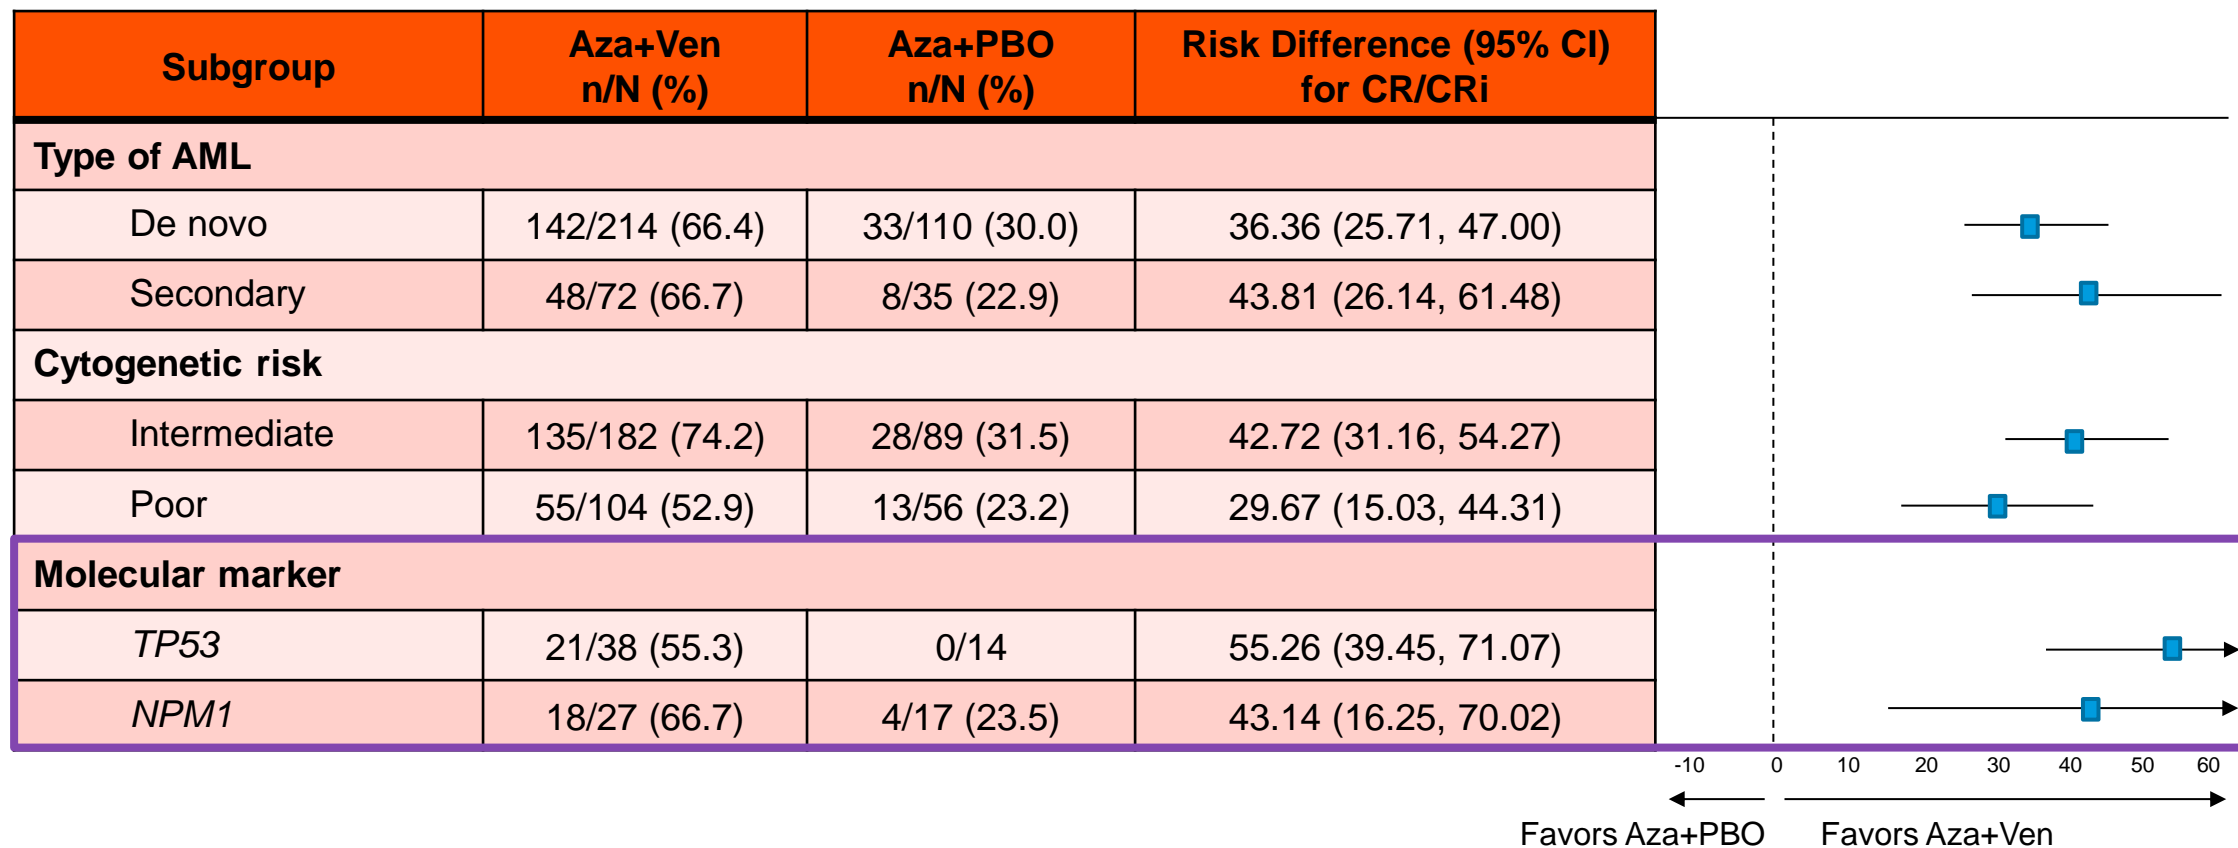 Subgroup Aza+Ven n/N (%) Aza+PBO n/N (%) Risk Difference (95% CI) for CR/CRi
Type of AML
De novo 142/214 (66.4) 33/110 (30.0) 36.36 (25.71, 47.00)
Secondary 48/72 (66.7) 8/35 (22.9) 43.81 (26.14, 61.48)
Cytogenetic risk
Intermediate 135/182 (74.2) 28/89 (31.5) 42.72 (31.16, 54.27)
Poor 55/104 (52.9) 13/56 (23.2) 29.67 (15.03, 44.31)
Molecular marker
TP53 21/38 (55.3) 0/14 55.26 (39.45, 71.07)
NPM1 18/27 (66.7) 4/17 (23.5) 43.14 (16.25, 70.02)
-10 0 10 20 30 40 50 60
Favors Aza+PBO Favors Aza+Ven